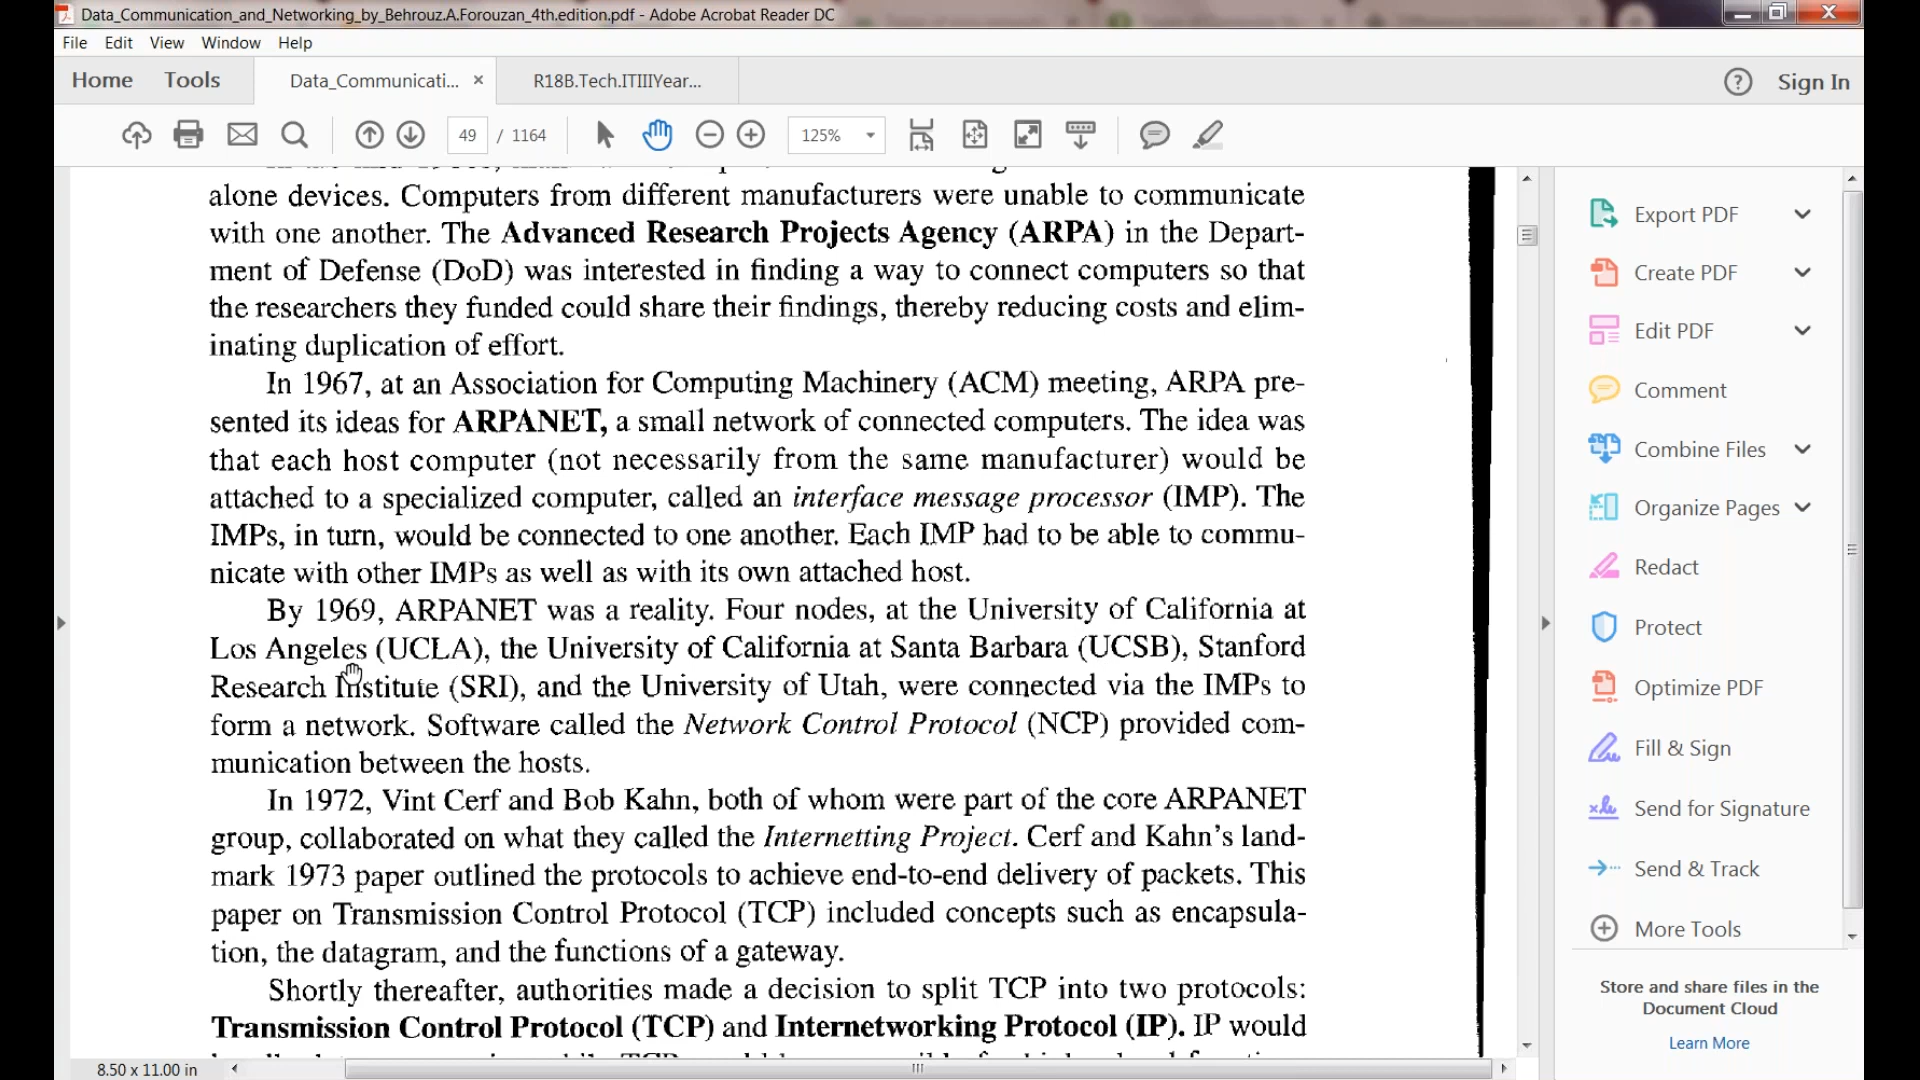 Data_Communication_and_Networking_by_Behrouz.A.Forouzan_4th.edition.pdf - Adobe Acrobat Reader DC
File Edit View Window Help
Home Tools Data_Communicati... × R18B.Tech.ITIIIYear... Sign In
49 / 1164 125%
alone devices. Computers from different manufacturers were unable to communicate
with one another. The Advanced Research Projects Agency (ARPA) in the Depart-
ment of Defense (DoD) was interested in finding a way to connect computers so that
the researchers they funded could share their findings, thereby reducing costs and elim-
inating duplication of effort.
In 1967, at an Association for Computing Machinery (ACM) meeting, ARPA pre-
sented its ideas for ARPANET, a small network of connected computers. The idea was
that each host computer (not necessarily from the same manufacturer) would be
attached to a specialized computer, called an interface message processor (IMP). The
IMPs, in turn, would be connected to one another. Each IMP had to be able to commu-
nicate with other IMPs as well as with its own attached host.
By 1969, ARPANET was a reality. Four nodes, at the University of California at
Los Angeles (UCLA), the University of California at Santa Barbara (UCSB), Stanford
Research Institute (SRI), and the University of Utah, were connected via the IMPs to
form a network. Software called the Network Control Protocol (NCP) provided com-
munication between the hosts.
In 1972, Vint Cerf and Bob Kahn, both of whom were part of the core ARPANET
group, collaborated on what they called the Internetting Project. Cerf and Kahn's land-
mark 1973 paper outlined the protocols to achieve end-to-end delivery of packets. This
paper on Transmission Control Protocol (TCP) included concepts such as encapsula-
tion, the datagram, and the functions of a gateway.
Shortly thereafter, authorities made a decision to split TCP into two protocols:
Transmission Control Protocol (TCP) and Internetworking Protocol (IP). IP would
8.50 x 11.00 in
Export PDF
Create PDF
Edit PDF
Comment
Combine Files
Organize Pages
Redact
Protect
Optimize PDF
Fill & Sign
Send for Signature
Send & Track
More Tools
Store and share files in the
Document Cloud
Learn More